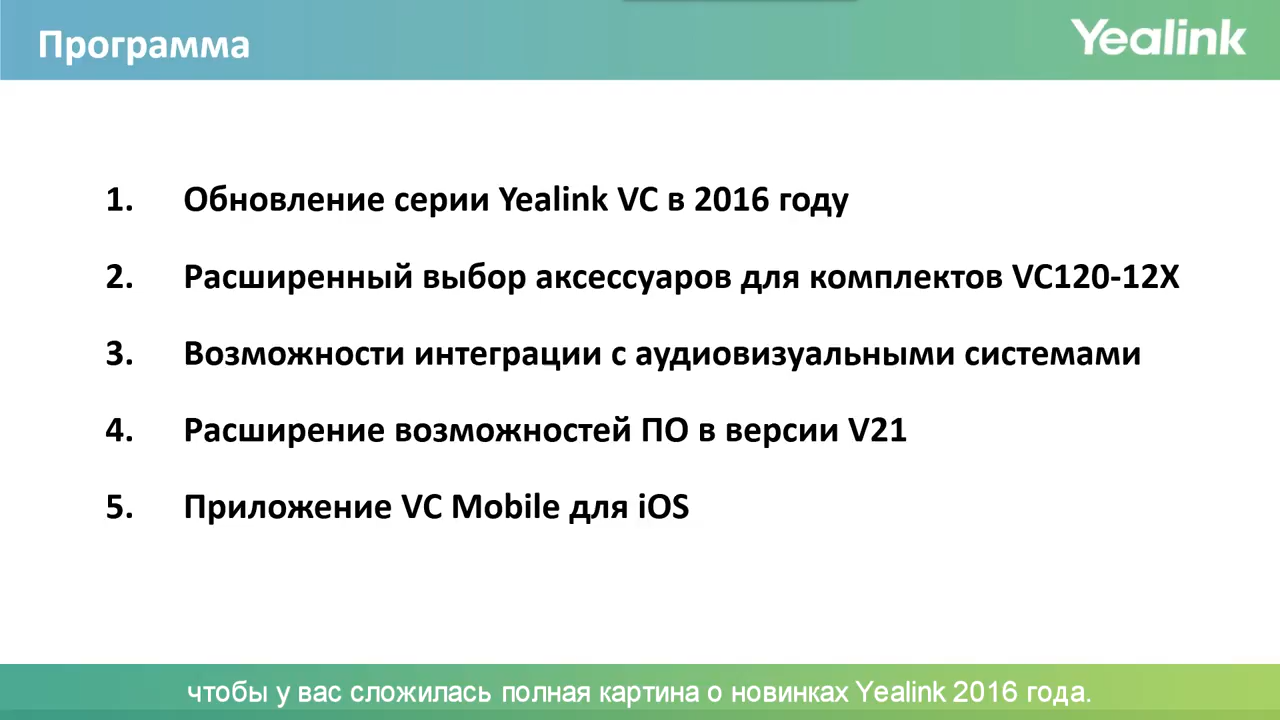 Программа
Yealink
1. Обновление серии Yealink VC в 2016 году
2. Расширенный выбор аксессуаров для комплектов VC120-12X
3. Возможности интеграции с аудиовизуальными системами
4. Расширение возможностей ПО в версии V21
5. Приложение VC Mobile для iOS
чтобы у вас сложилась полная картина о новинках Yealink 2016 года.